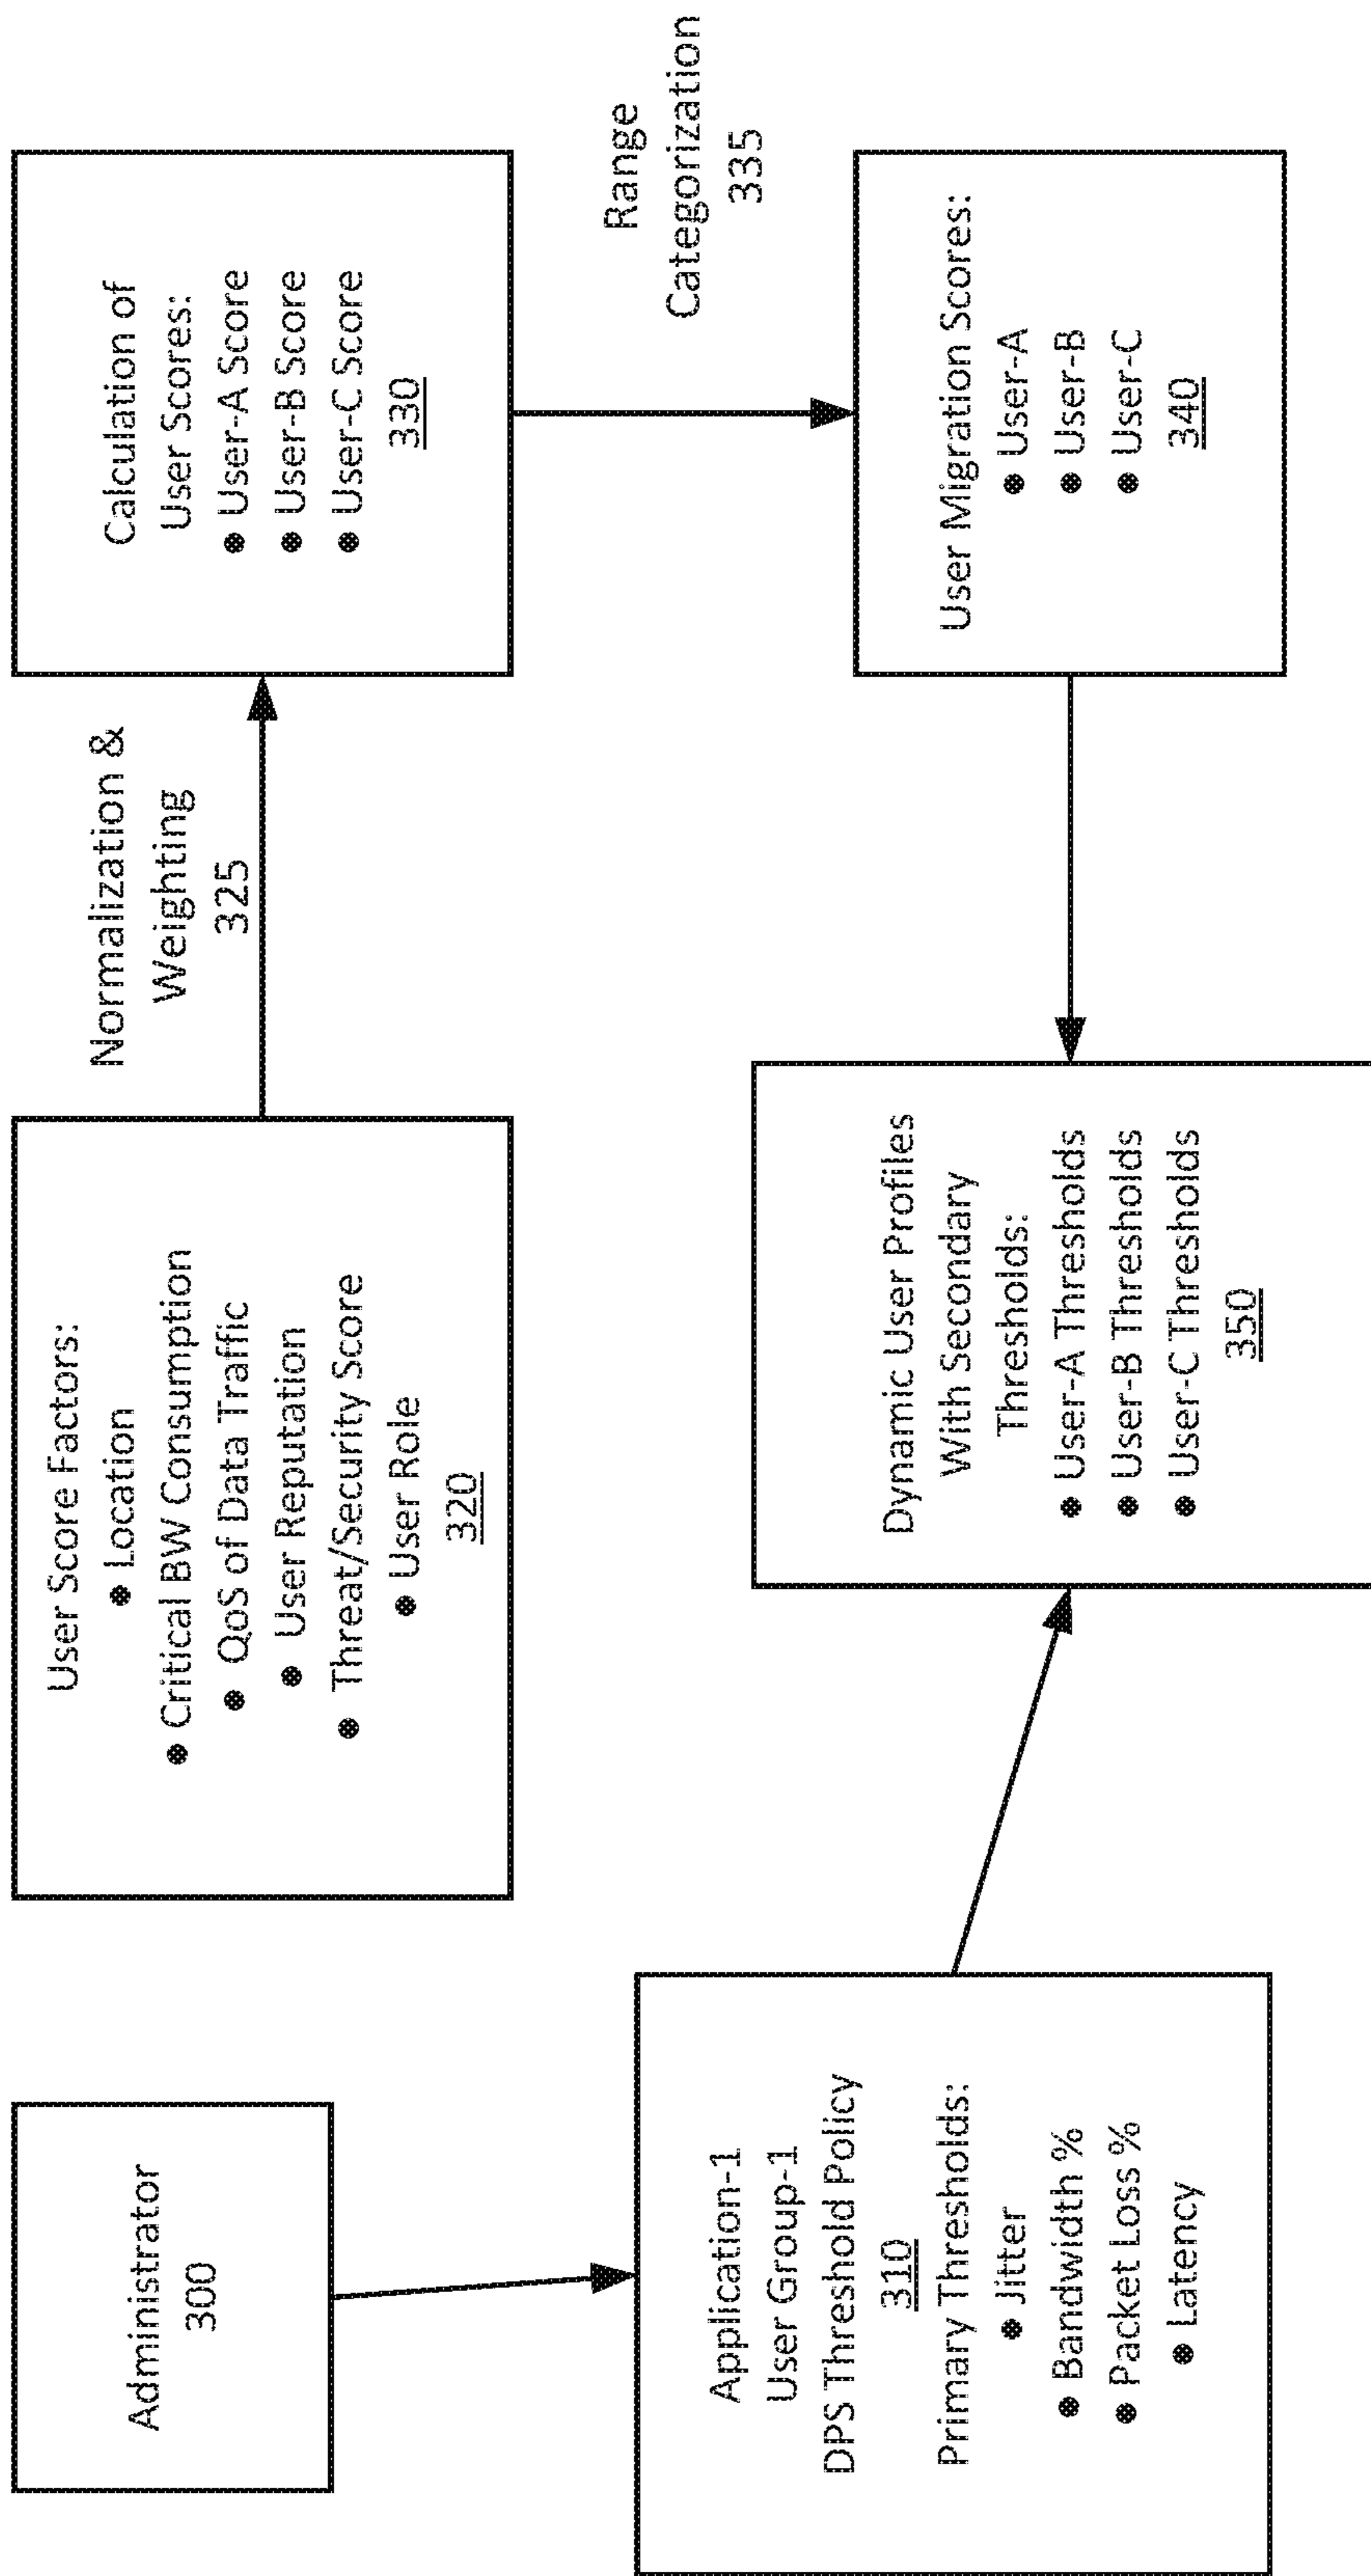 Administrator
300
Application-1
User Group-1
DPS Threshold Policy
310
Primary Thresholds:
● Jitter
● Bandwidth %
● Packet Loss %
● Latency
User Score Factors:
● Location
● Critical BW Consumption
● QoS of Data Traffic
● User Reputation
● Threat/Security Score
● User Role
320
Normalization &
Weighting
325
Calculation of
User Scores:
● User-A Score
● User-B Score
● User-C Score
330
Range
Categorization
335
User Migration Scores:
● User-A
● User-B
● User-C
340
Dynamic User Profiles
With Secondary
Thresholds:
● User-A Thresholds
● User-B Thresholds
● User-C Thresholds
350